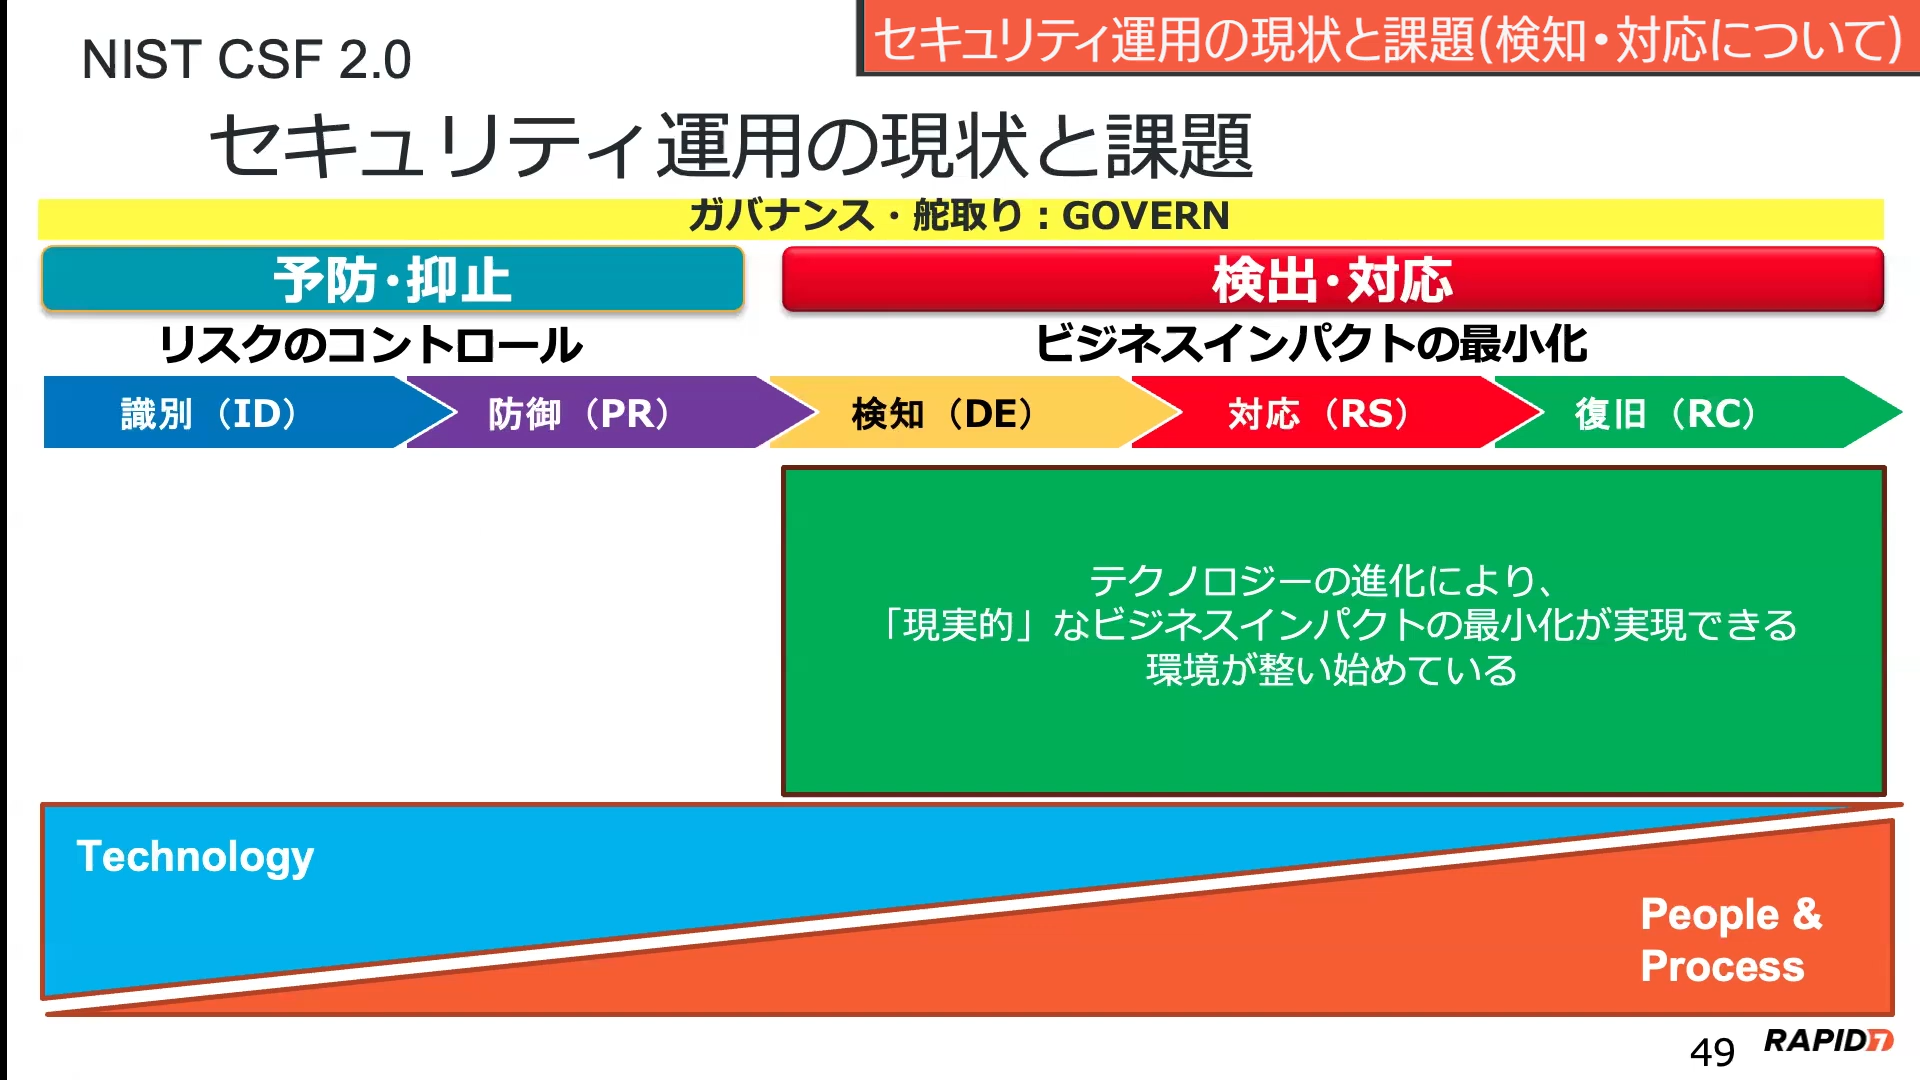 セキュリティ運用の現状と課題(検知・対応について)
NIST CSF 2.0
セキュリティ運用の現状と課題
ガバナンス・舵取り：GOVERN
予防・抑止
検出・対応
リスクのコントロール
ビジネスインパクトの最小化
識別（ID）
防御（PR）
検知（DE）
対応（RS）
復旧（RC）
テクノロジーの進化により、
「現実的」なビジネスインパクトの最小化が実現できる
環境が整い始めている
Technology
People &
Process
49
RAPID7